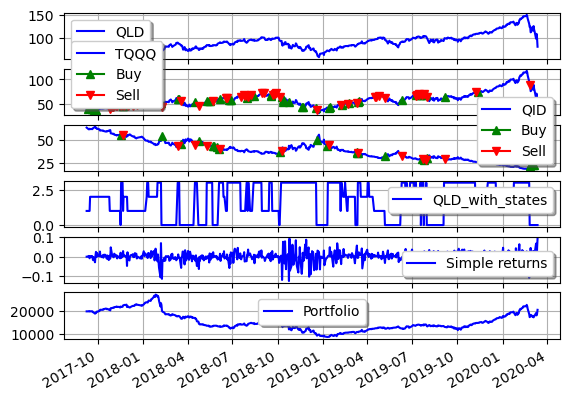 150
100
QLD
TQQQ
Buy
Sell
100
50
QID
Buy
Sell
50
25
2.5
0.0
QLD_with_states
0.1
0.0
−0.1
Simple returns
20000
10000
Portfolio
2017-10
2018-01
2018-04
2018-07
2018-10
2019-01
2019-04
2019-07
2019-10
2020-01
2020-04